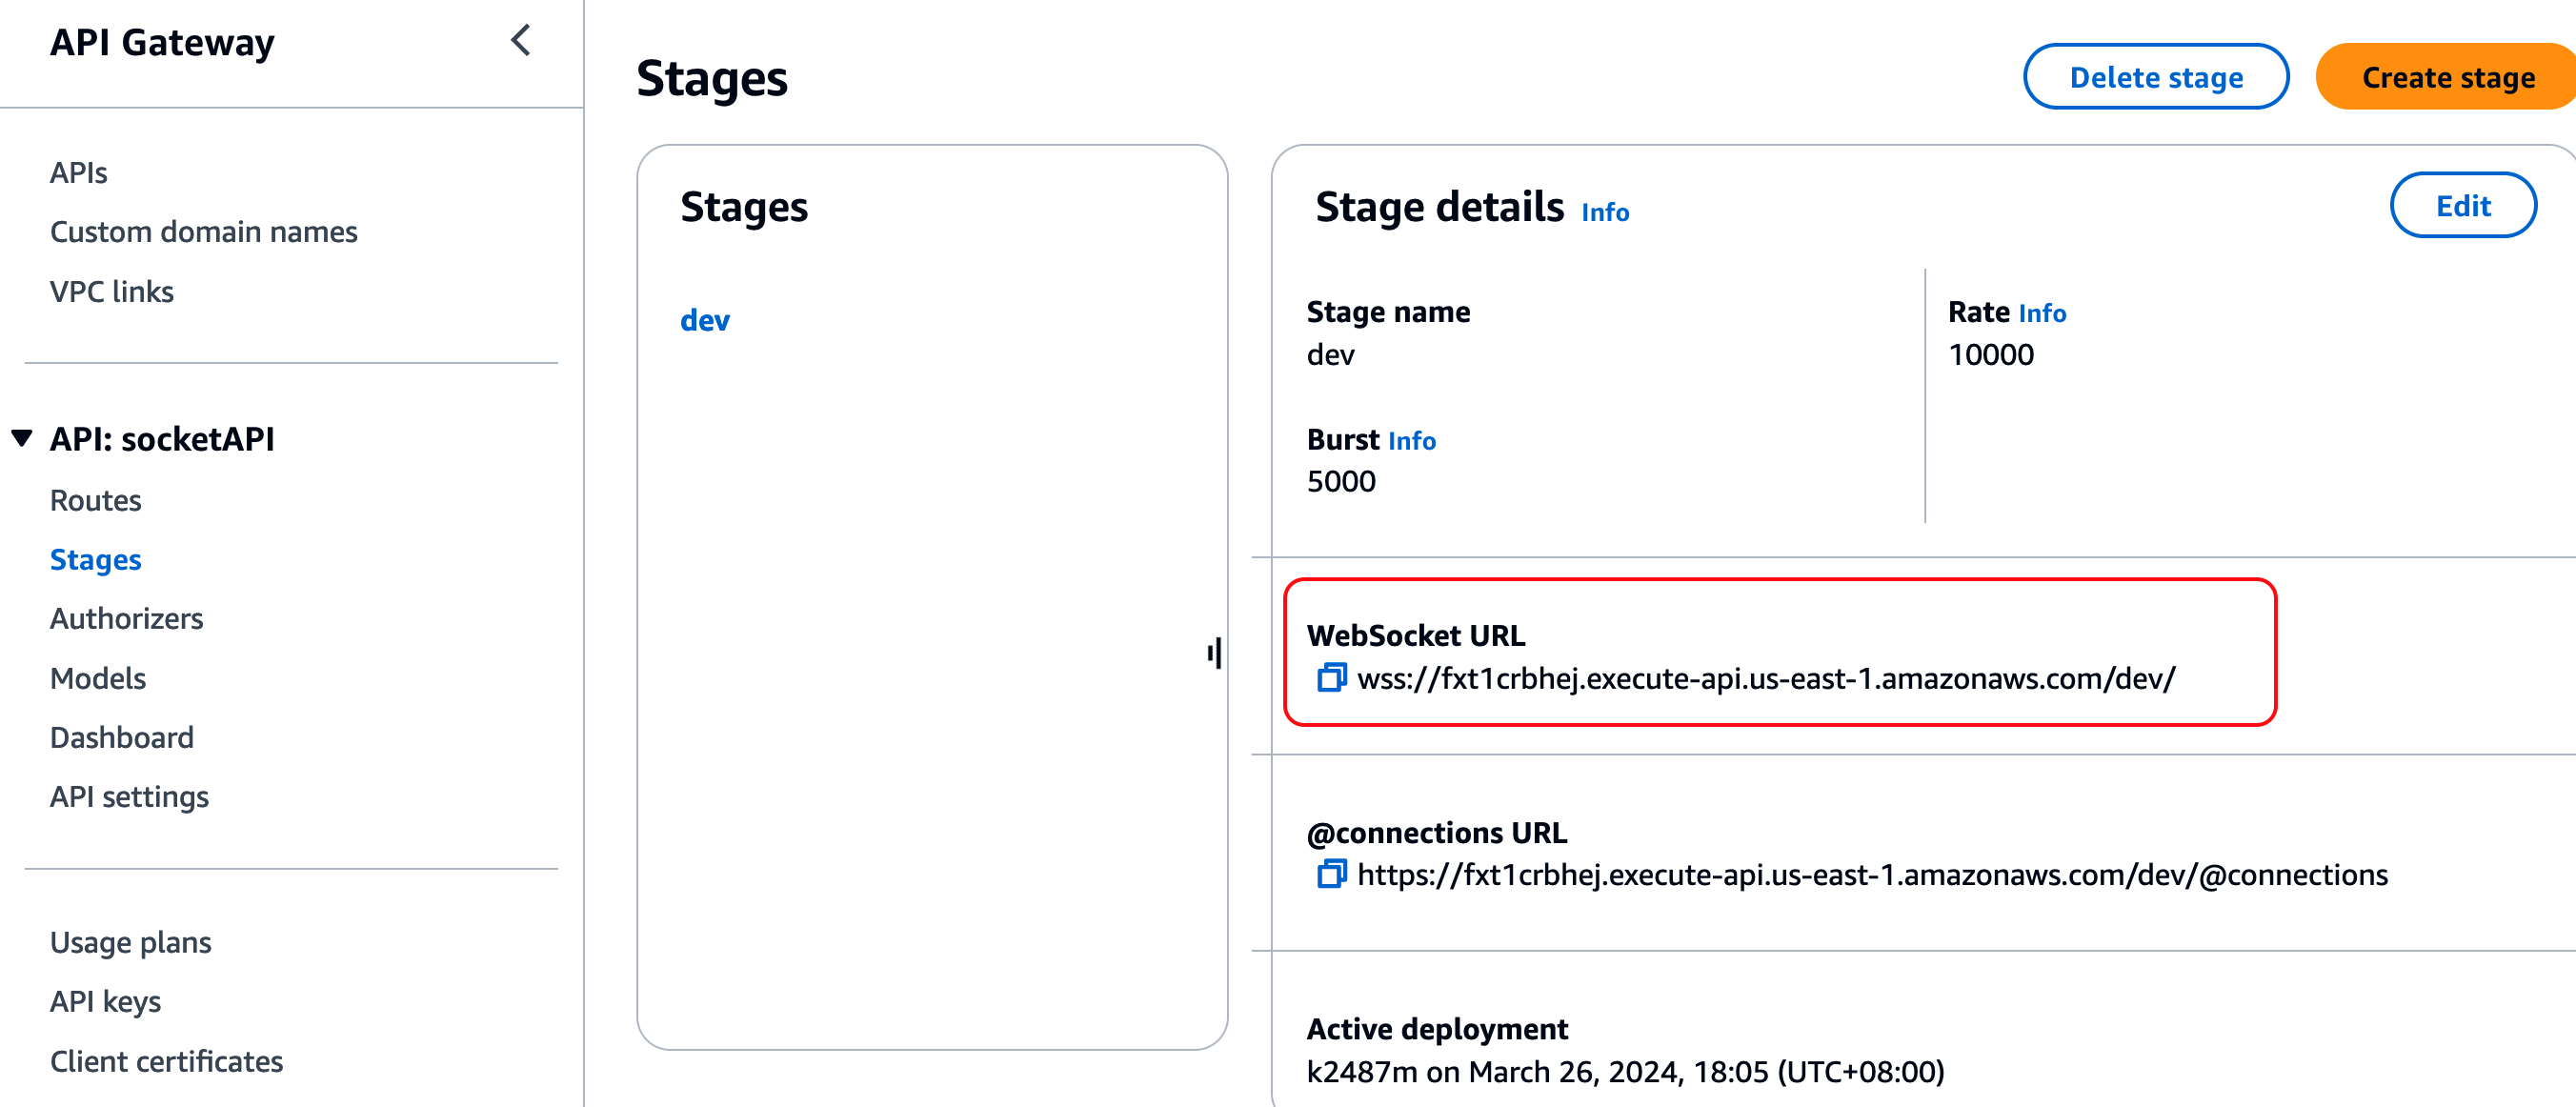 API Gateway
APIs
Custom domain names
VPC links
API: socketAPI
Routes
Stages
Authorizers
Models
Dashboard
API settings
Usage plans
API keys
Client certificates
Stages
Delete stage
Create stage
Stages
dev
Stage details Info
Edit
Stage name
dev
Rate Info
10000
Burst Info
5000
WebSocket URL
wss://fxt1crbhej.execute-api.us-east-1.amazonaws.com/dev/
@connections URL
https://fxt1crbhej.execute-api.us-east-1.amazonaws.com/dev/@connections
Active deployment
k2487m on March 26, 2024, 18:05 (UTC+08:00)